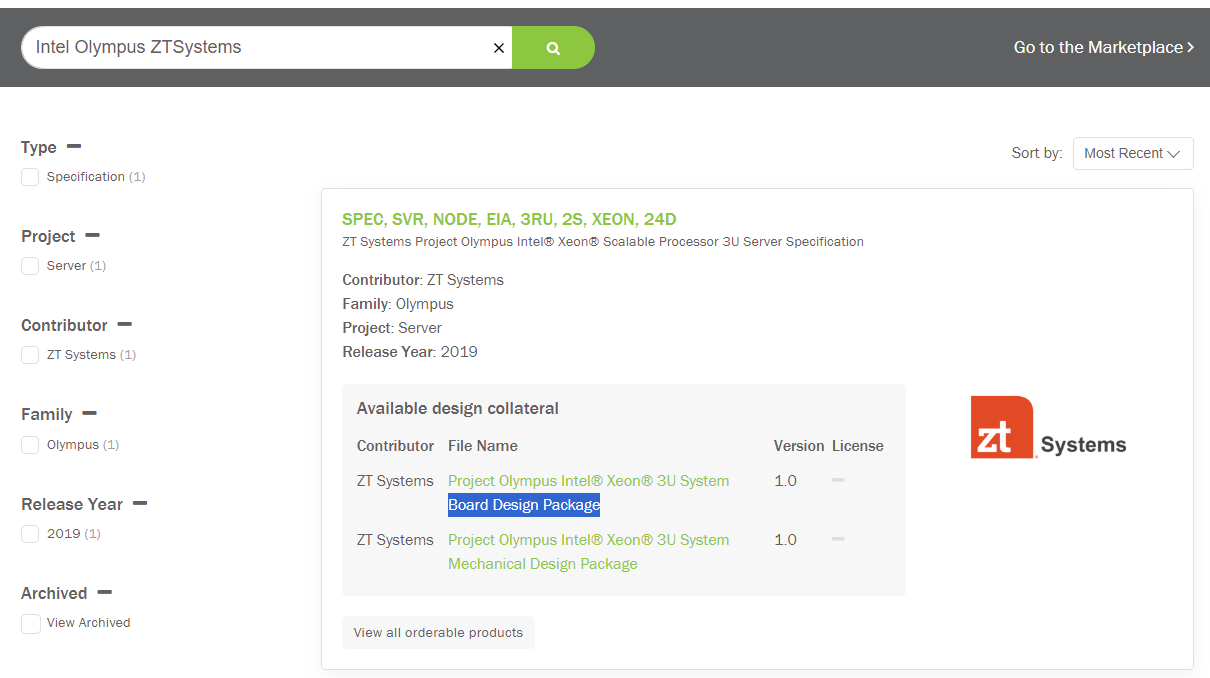 Intel Olympus ZTSystems
Go to the Marketplace
Type
Specification (1)
Project
Server (1)
Contributor
ZT Systems (1)
Family
Olympus (1)
Release Year
2019 (1)
Archived
View Archived
Sort by: Most Recent
SPEC, SVR, NODE, EIA, 3RU, 2S, XEON, 24D
ZT Systems Project Olympus Intel® Xeon® Scalable Processor 3U Server Specification
Contributor: ZT Systems
Family: Olympus
Project: Server
Release Year: 2019
Available design collateral
Contributor File Name Version License
ZT Systems Project Olympus Intel® Xeon® 3U System 1.0
Board Design Package
ZT Systems Project Olympus Intel® Xeon® 3U System 1.0
Mechanical Design Package
View all orderable products
zt Systems